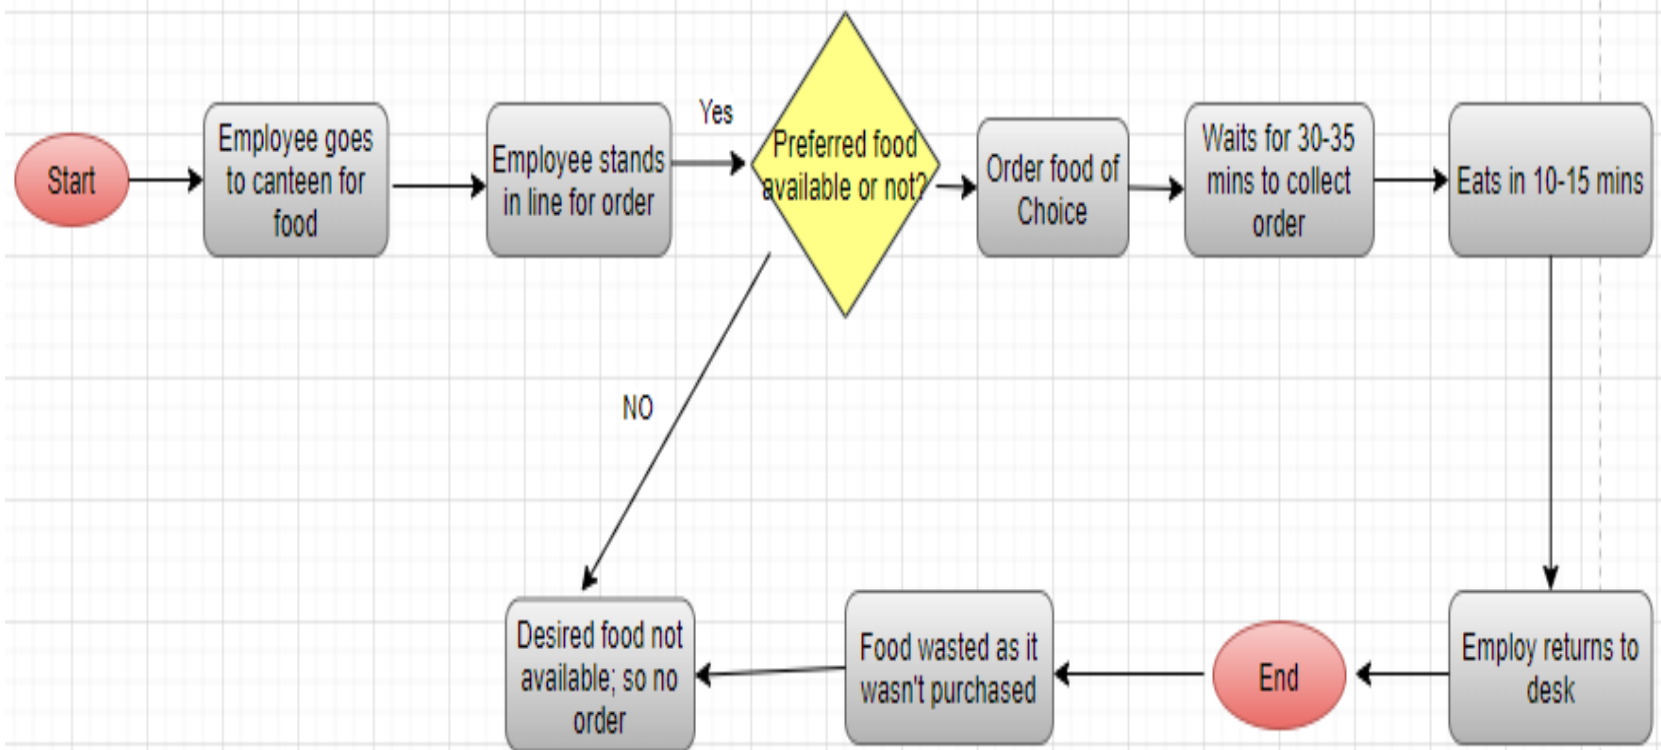 Start
Employee goes
to canteen for
food
Employee stands
in line for order
Yes
Preferred food
available or not?
Order food of
Choice
Waits for 30-35
mins to collect
order
Eats in 10-15 mins
NO
Desired food not
available; so no
order
Food wasted as it
wasn't purchased
End
Employ returns to
desk